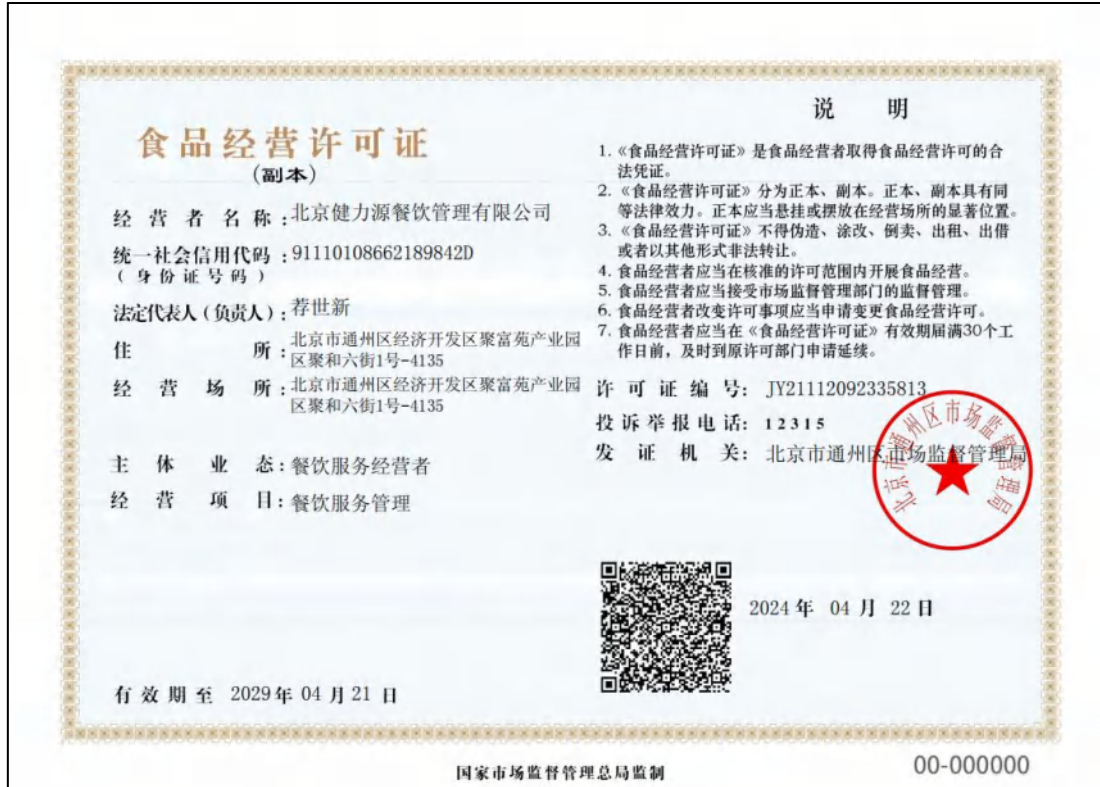 食品经营许可证
(副本)
经营者名称:北京健力源餐饮管理有限公司
统一社会信用代码:91110108662189842D
(身份证号码)
法定代表人(负责人):荐世新
住所:北京市通州区经济开发区聚富苑产业园
区聚和六街1号-4135
经营场所:北京市通州区经济开发区聚富苑产业园
区聚和六街1号-4135
主体业态:餐饮服务经营者
经营项目:餐饮服务管理
有效期至 2029年 04月21日
说 明
1.《食品经营许可证》是食品经营者取得食品经营许可的合
法凭证。
2.《食品经营许可证》分为正本、副本。正本、副本具有同
等法律效力。正本应当悬挂或摆放在经营场所的显著位置。
3.《食品经营许可证》不得伪造、涂改、倒卖、出租、出借
或者以其他形式非法转让。
4.食品经营者应当在核准的许可范围内开展食品经营。
5.食品经营者应当接受市场监督管理部门的监督管理。
6.食品经营者改变许可事项应当申请变更食品经营许可。
7.食品经营者应当在《食品经营许可证》有效期届满30个工
作日前，及时到原许可部门申请延续。
许可证编号: JY21112092335813
投诉举报电话: 12315
发证机关: 北京市通州区市场监督管理局
北京市通州区市场监督管理局
2024年 04月 22日
国家市场监督管理总局监制
00-000000